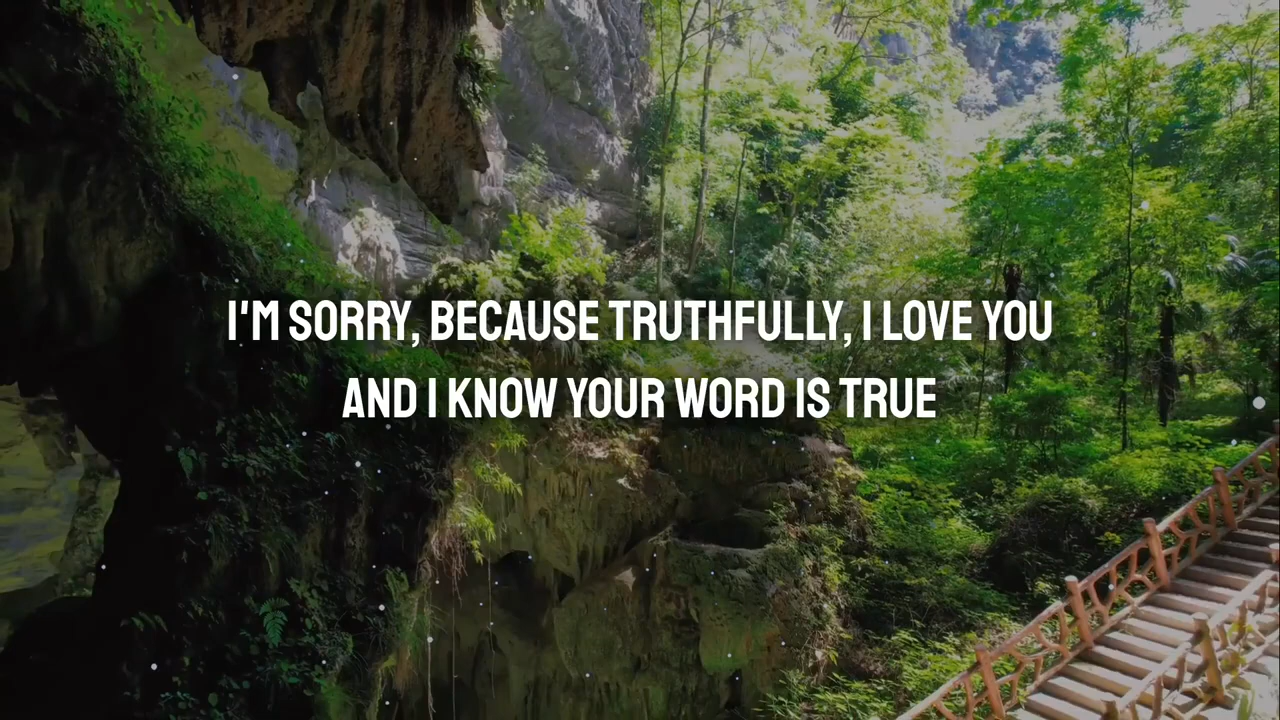 I'M SORRY, BECAUSE TRUTHFULLY, I LOVE YOU
AND I KNOW YOUR WORD IS TRUE